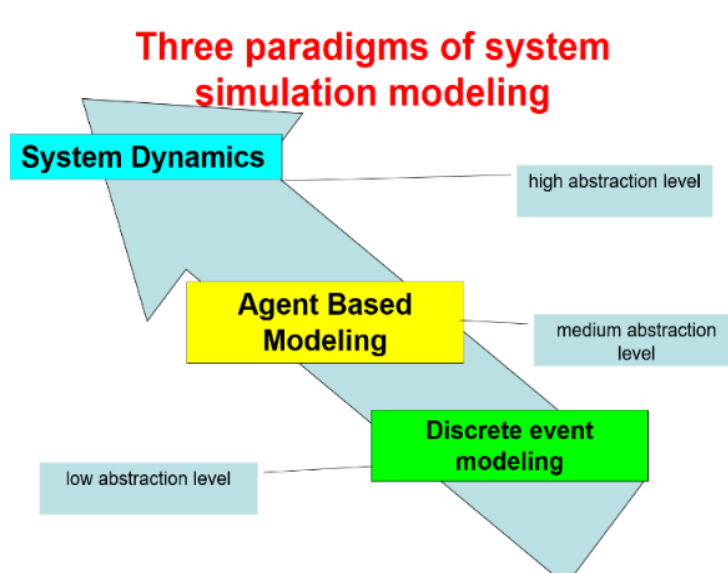 Three paradigms of system
simulation modeling
System Dynamics
high abstraction level
Agent Based
Modeling
medium abstraction
level
Discrete event
modeling
low abstraction level